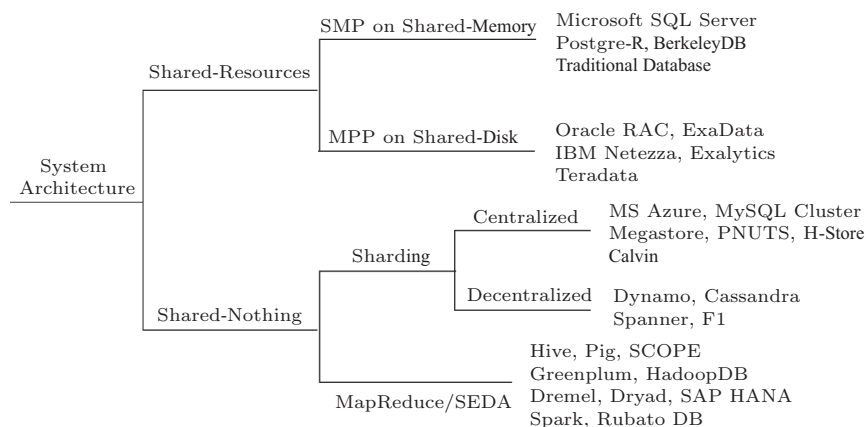 System
Architecture
Shared-Resources
SMP on Shared-Memory
Microsoft SQL Server
Postgre-R, BerkeleyDB
Traditional Database
MPP on Shared-Disk
Oracle RAC, ExaData
IBM Netezza, Exalytics
Teradata
Shared-Nothing
Sharding
Centralized
MS Azure, MySQL Cluster
Megastore, PNUTS, H-Store
Calvin
Decentralized
Dynamo, Cassandra
Spanner, F1
MapReduce/SEDA
Hive, Pig, SCOPE
Greenplum, HadoopDB
Dremel, Dryad, SAP HANA
Spark, Rubato DB